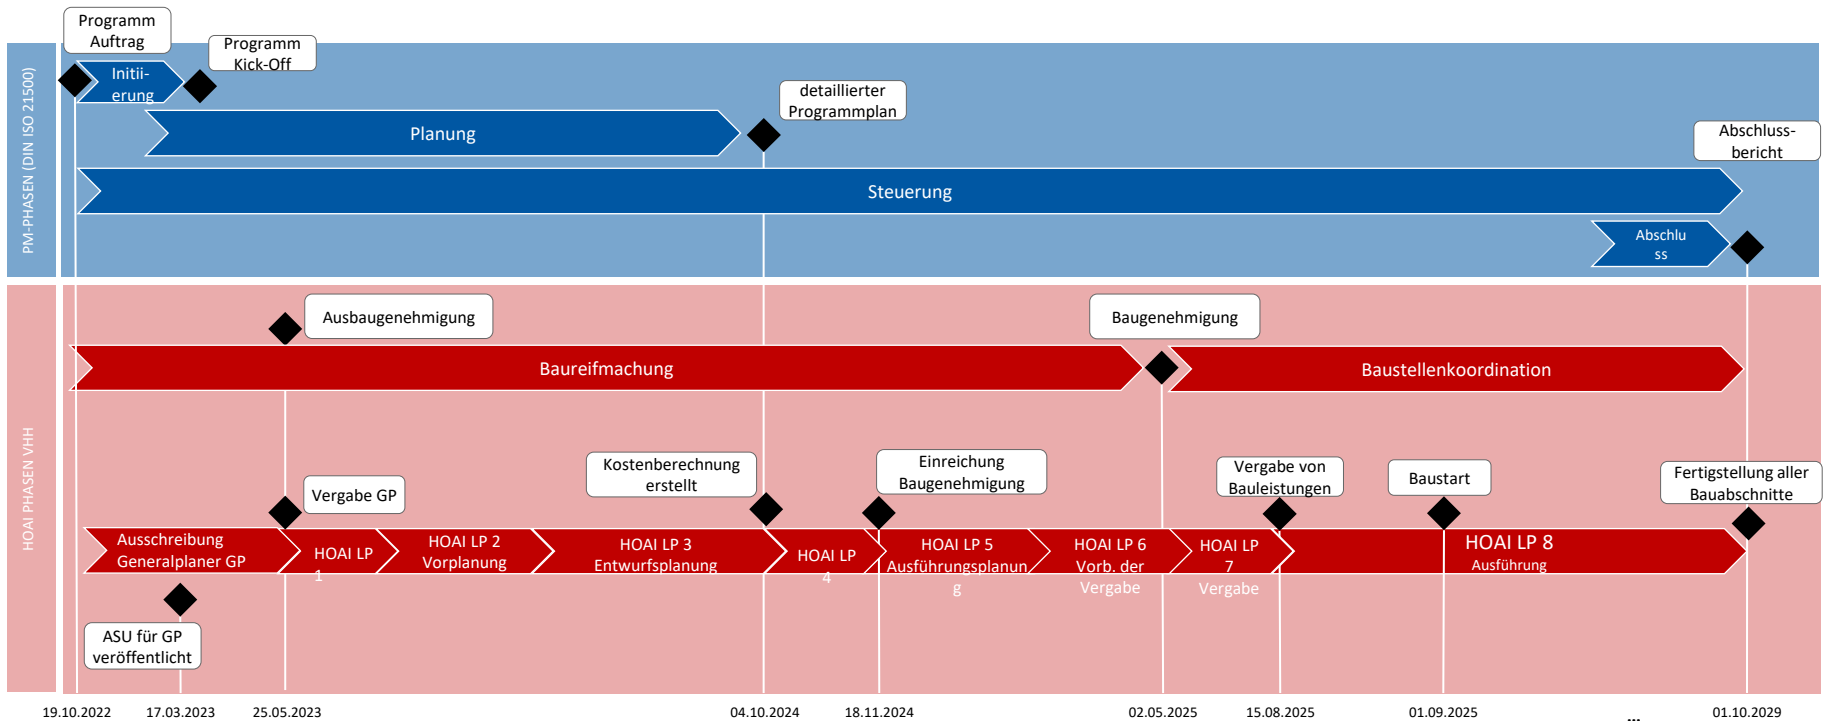 Programm
Auftrag
Programm
Kick-Off
Initii-
erung
detaillierter
Programmplan
Planung
Abschluss-
bericht
Steuerung
Abschlu
ss
PM-PHASEN (DIN ISO 21500)
Ausbaugenehmigung
Baugenehmigung
Baureifmachung
Baustellenkoordination
HOAI PHASEN VHH
Vergabe GP
Kostenberechnung
erstellt
Einreichung
Baugenehmigung
Vergabe von
Bauleistungen
Baustart
Fertigstellung aller
Bauabschnitte
Ausschreibung
Generalplaner GP
HOAI LP
1
HOAI LP 2
Vorplanung
HOAI LP 3
Entwurfsplanung
HOAI LP
4
HOAI LP 5
Ausführungsplanun
g
HOAI LP 6
Vorb. der
Vergabe
HOAI LP
7
Vergabe
HOAI LP 8
Ausführung
ASU für GP
veröffentlicht
19.10.2022
17.03.2023
25.05.2023
04.10.2024
18.11.2024
02.05.2025
15.08.2025
01.09.2025
...
01.10.2029